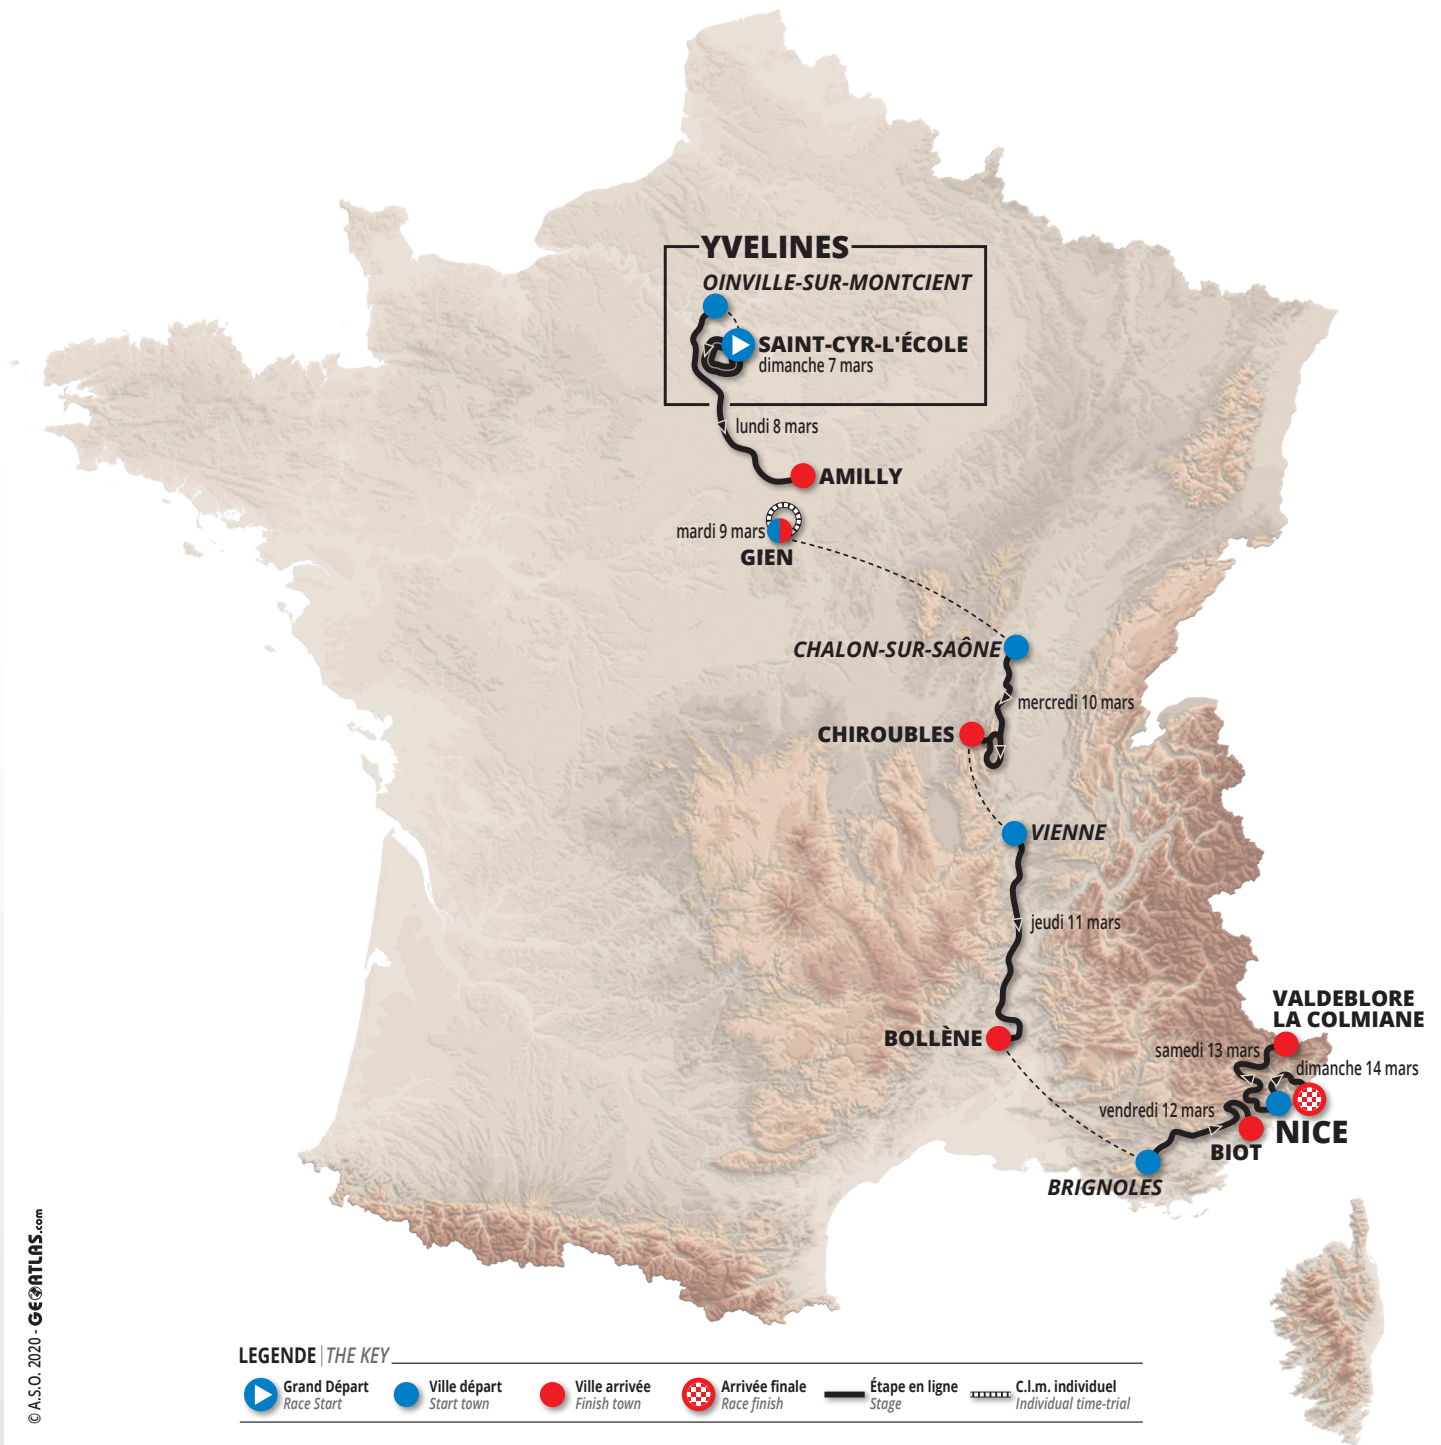 YVELINES
OINVILLE-SUR-MONTCIENT
SAINT-CYR-L'ÉCOLE
dimanche 7 mars
lundi 8 mars
AMILLY
mardi 9 mars
GIEN
CHALON-SUR-SAÔNE
mercredi 10 mars
CHIROUBLES
VIENNE
jeudi 11 mars
BOLLÈNE
VALDEBLORE
LA COLMIANE
samedi 13 mars
dimanche 14 mars
vendredi 12 mars
NICE
BIOT
BRIGNOLES
© A.S.O. 2020 - GEOATLAS.com
LEGENDE | THE KEY
Grand Départ
Race Start
Ville départ
Start town
Ville arrivée
Finish town
Arrivée finale
Race finish
Étape en ligne
Stage
C.l.m. individuel
Individual time-trial